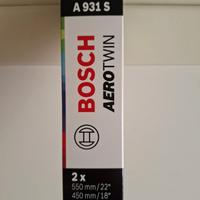 A 931 S
BOSCH
AEROTWIN
2 x
550 mm / 22"
450 mm / 18"